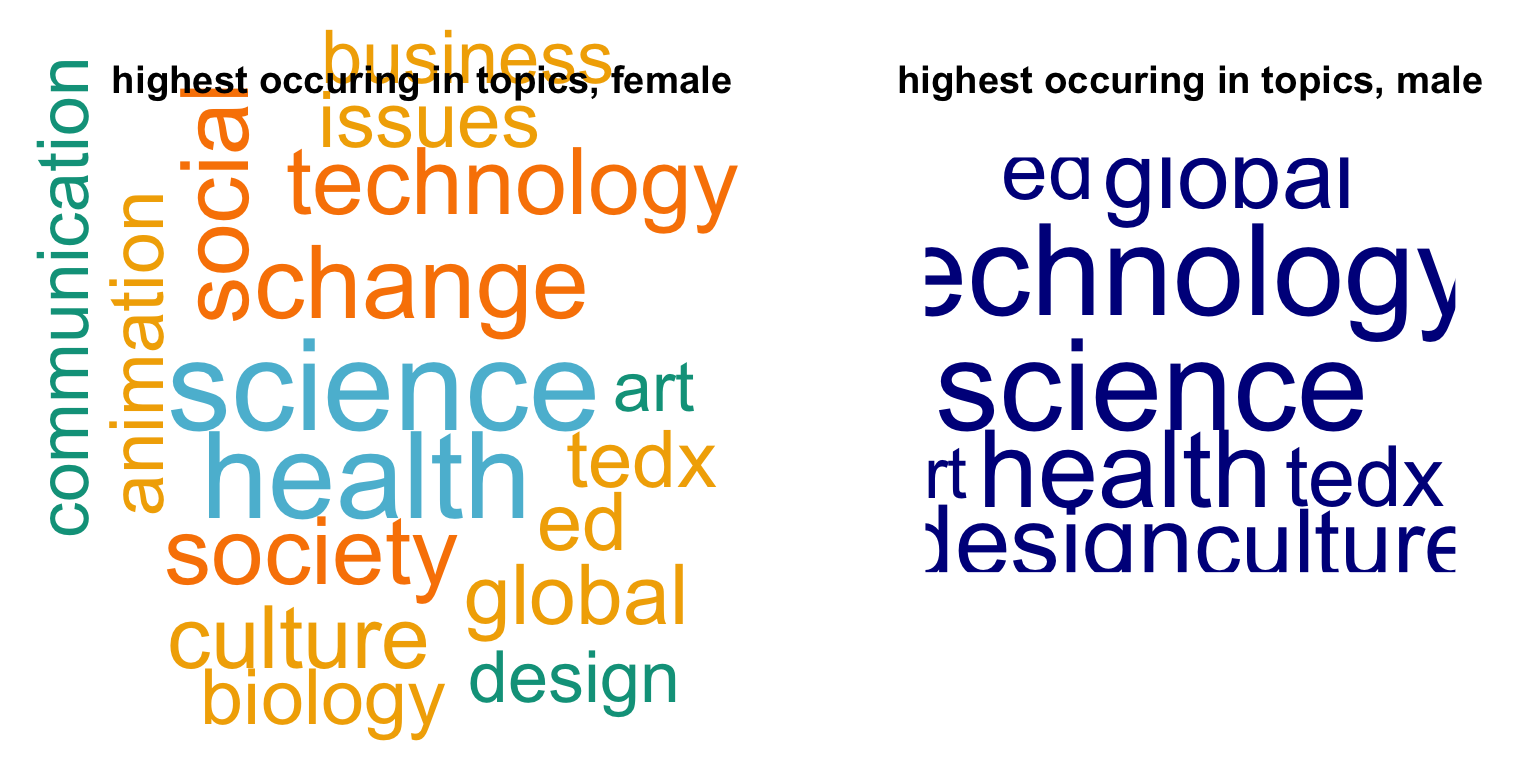 highest occuring in topics, female
business
issues
communication
social
technology
animation
change
science
art
health
tedx
ed
society
global
culture
design
biology
highest occuring in topics, male
ed global
echnology
science
rt health tedx
designculture